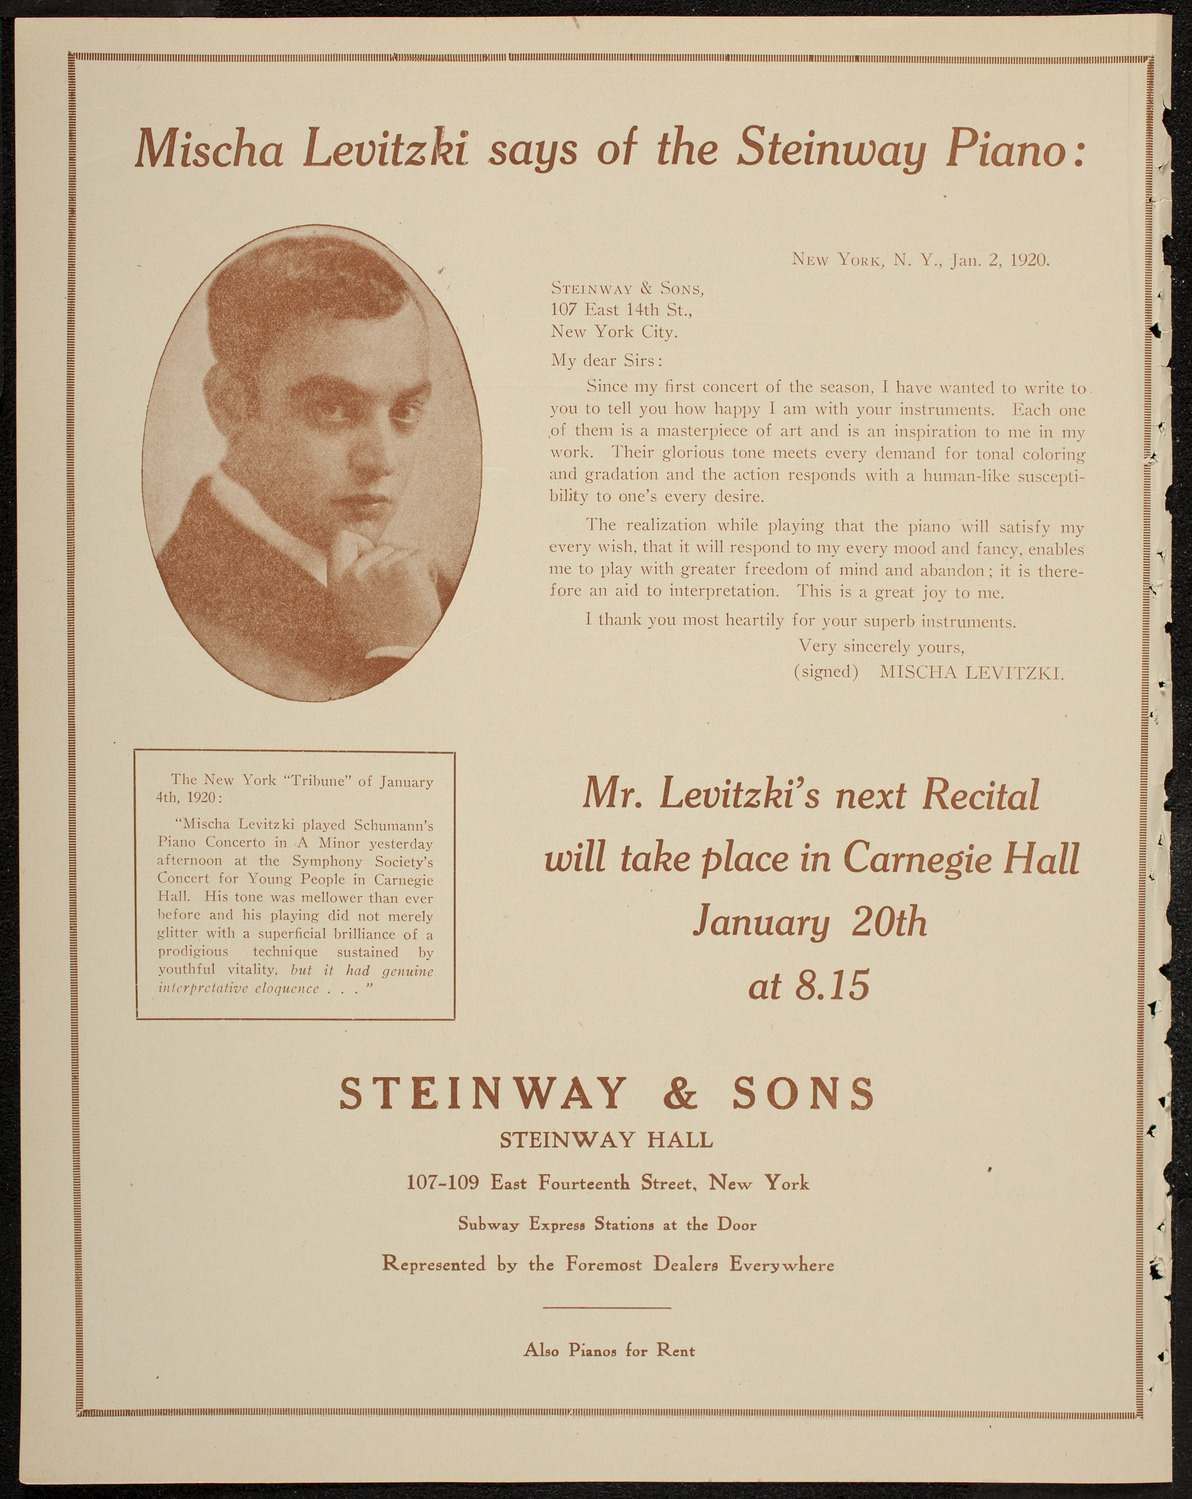 Mischa Levitzki says of the Steinway Piano:
New York, N. Y., Jan. 2, 1920.
Steinway & Sons,
107 East 14th St.,
New York City.
My dear Sirs:
Since my first concert of the season, I have wanted to write to
you to tell you how happy I am with your instruments. Each one
of them is a masterpiece of art and is an inspiration to me in my
work. Their glorious tone meets every demand for tonal coloring
and gradation and the action responds with a human-like suscepti-
bility to one's every desire.
The realization while playing that the piano will satisfy my
every wish, that it will respond to my every mood and fancy, enables
me to play with greater freedom of mind and abandon; it is there-
fore an aid to interpretation. This is a great joy to me.
I thank you most heartily for your superb instruments.
Very sincerely yours,
(signed) MISCHA LEVITZKI.
The New York “Tribune” of January
4th, 1920:
“Mischa Levitzki played Schumann's
Piano Concerto in A Minor yesterday
afternoon at the Symphony Society's
Concert for Young People in Carnegie
Hall. His tone was mellower than ever
before and his playing did not merely
glitter with a superficial brilliance of a
prodigious technique sustained by
youthful vitality, but it had genuine
interpretative eloquence . . . ”
Mr. Levitzki's next Recital
will take place in Carnegie Hall
January 20th
at 8.15
STEINWAY & SONS
STEINWAY HALL
107-109 East Fourteenth Street, New York
Subway Express Stations at the Door
Represented by the Foremost Dealers Everywhere
Also Pianos for Rent